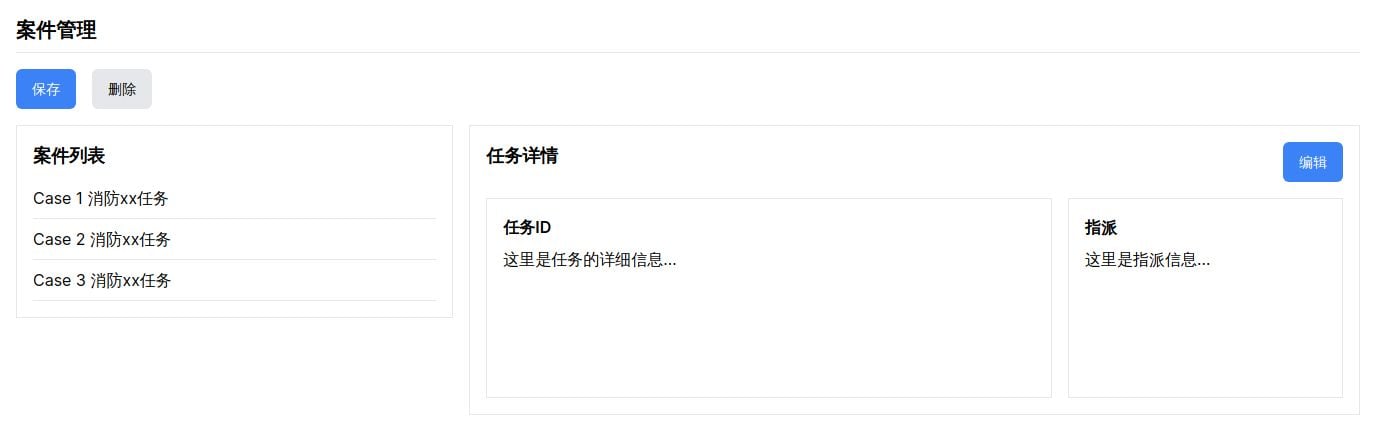 案件管理
保存 删除
案件列表
Case 1 消防xx任务
Case 2 消防xx任务
Case 3 消防xx任务
任务详情
编辑
任务ID
这里是任务的详细信息...
指派
这里是指派信息...